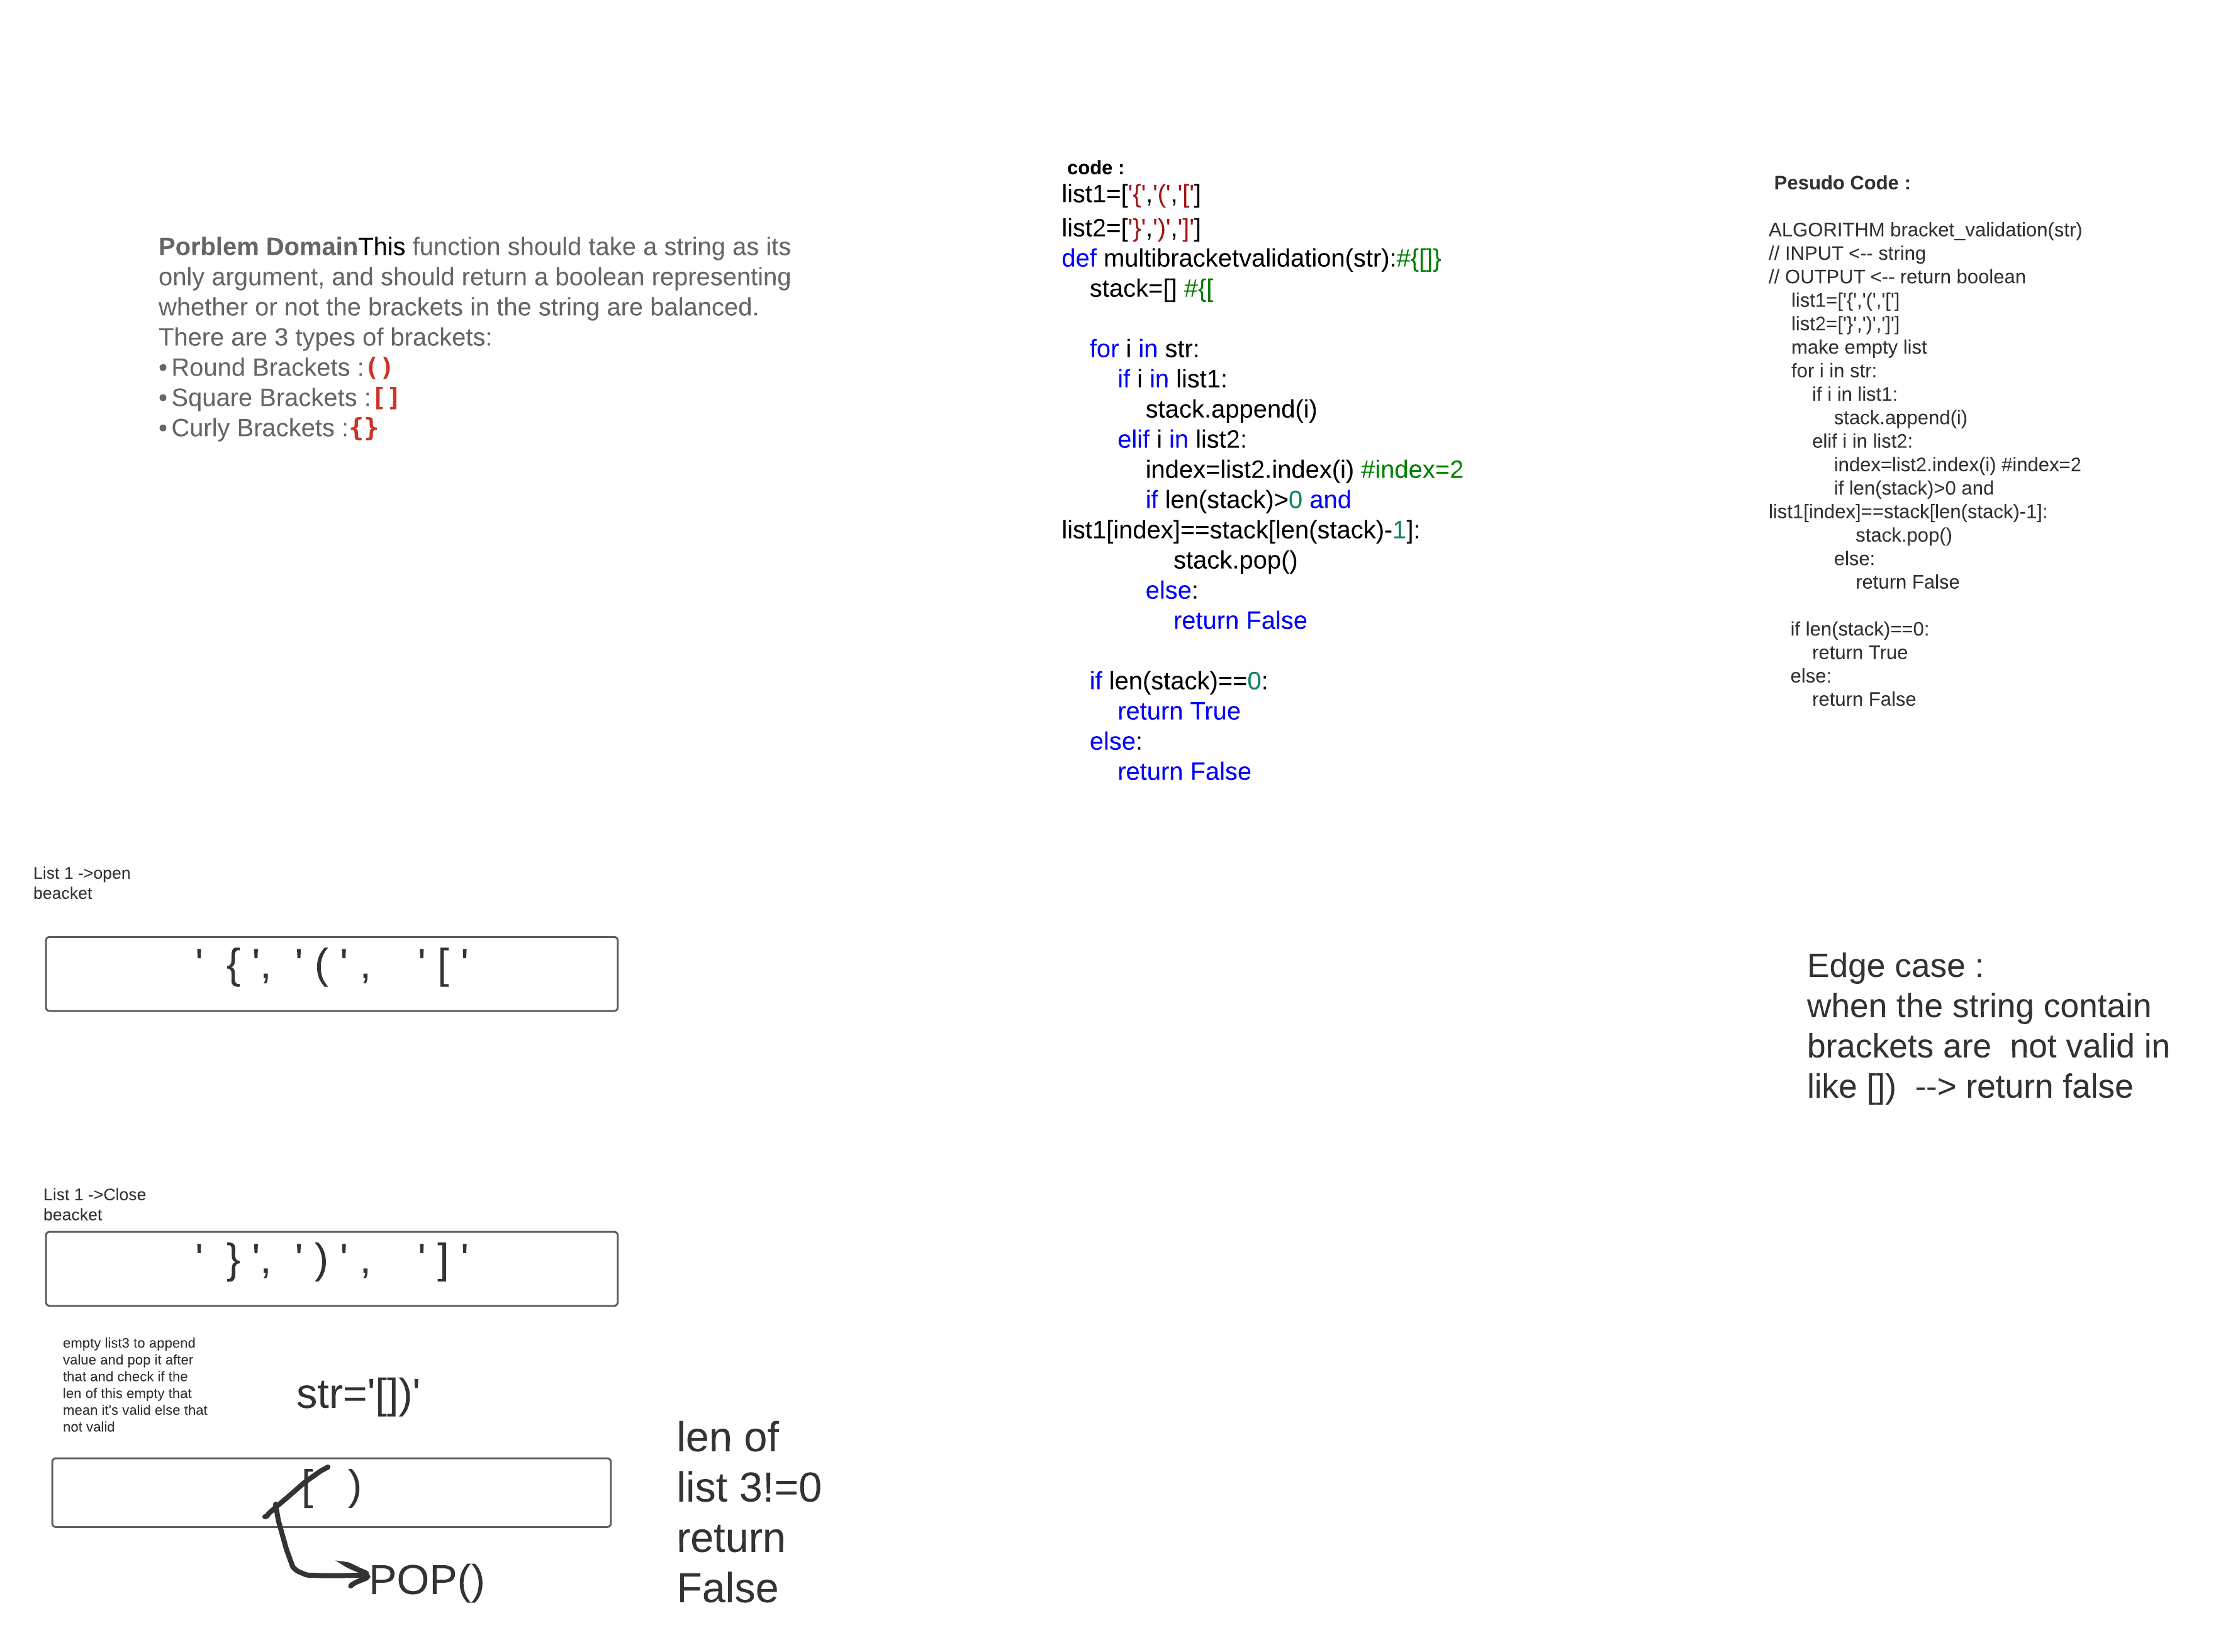 Porblem DomainThis function should take a string as its
only argument, and should return a boolean representing
whether or not the brackets in the string are balanced.
There are 3 types of brackets:
• Round Brackets :()
• Square Brackets :[]
• Curly Brackets :{}
code :
list1=['{','(','[']
list2=['}',')',']']
def multibracketvalidation(str):#{[]}
    stack=[] #{[
    for i in str:
        if i in list1:
            stack.append(i)
        elif i in list2:
            index=list2.index(i) #index=2
            if len(stack)>0 and
list1[index]==stack[len(stack)-1]:
                stack.pop()
            else:
                return False
    if len(stack)==0:
        return True
    else:
        return False
Pesudo Code :
ALGORITHM bracket_validation(str)
// INPUT <-- string
// OUTPUT <-- return boolean
    list1=['{','(','[']
    list2=['}',')',']']
    make empty list
    for i in str:
        if i in list1:
            stack.append(i)
        elif i in list2:
            index=list2.index(i) #index=2
            if len(stack)>0 and
list1[index]==stack[len(stack)-1]:
                stack.pop()
            else:
                return False
    if len(stack)==0:
        return True
    else:
        return False
List 1 ->open
beacket
' { ', ' ( ' , ' [ '
Edge case :
when the string contain
brackets are  not valid in
like [])  --> return false
List 1 ->Close
beacket
' } ', ' ) ' , ' ] '
empty list3 to append
value and pop it after
that and check if the
len of this empty that
mean it's valid else that
not valid
str='[])'
[ )
POP()
len of
list 3!=0
return
False